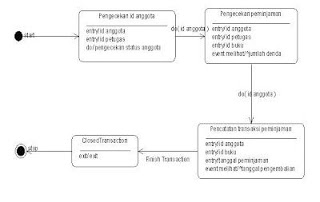 start
Pengecekan id anggota
entry/id anggota
entry/id petugas
do/pengecekan status anggota
do( id anggota )
Pengecekan peminjaman
entry/id anggota
entry/id petugas
entry/id buku
event melihat/^jumlah denda
do( id anggota )
Pencatatan transaksi peminjaman
entry/id anggota
entry/id buku
entry/tanggal peminjaman
event melihat/^tanggal pengembalian
Finish Transaction
ClosedTransaction
exit/exit
stop